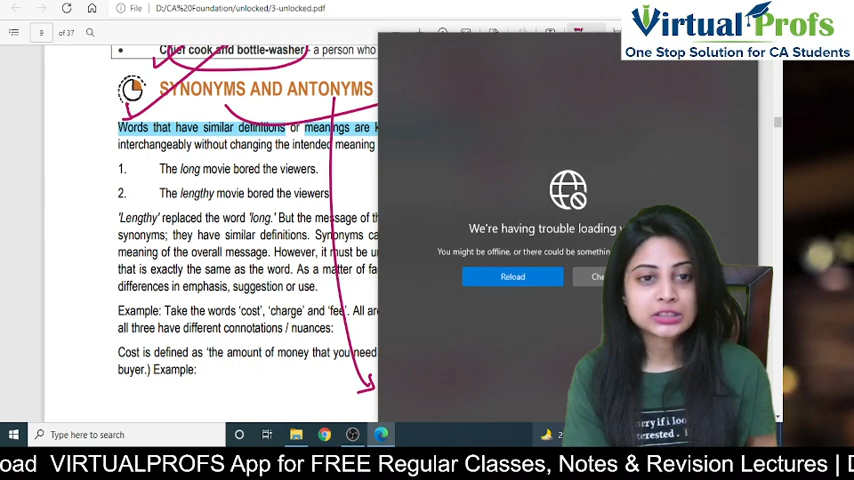 File
D:/CA%20Foundation/unlocked/3-unlocked.pdf
Virtual Profs
One Stop Solution for CA Students
9 of 37
• Chief cook and bottle-washer - a person who
SYNONYMS AND ANTONYMS
Words that have similar definitions or meanings are
interchangeably without changing the intended meaning
1. The long movie bored the viewers.
2. The lengthy movie bored the viewers
'Lengthy' replaced the word 'long.' But the message of
synonyms; they have similar definitions. Synonyms
meaning of the overall message. However, it must be
that is exactly the same as the word. As a matter of
differences in emphasis, suggestion or use.
Example: Take the words 'cost', 'charge' and 'fee'. All
all three have different connotations / nuances:
Cost is defined as 'the amount of money that you need
buyer.) Example:
We're having trouble loading
You might be offline, or there could be
Reload
Type here to search
VIRTUALPROFS App for FREE Regular Classes, Notes & Revision Lectures |